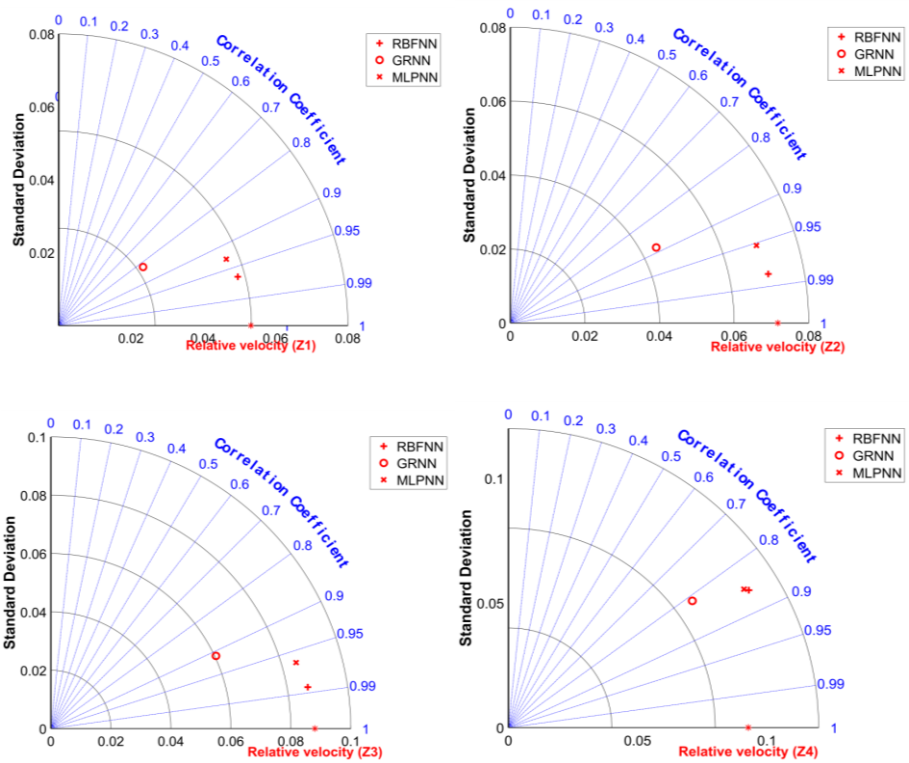 0 0.1 0.2 0.3 0.4 0.5 0.6 0.7 0.8 0.9 0.95 0.99 1
Correlation Coefficient
RBFNN
GRNN
MLPNN
Standard Deviation
0.08
0.06
0.04
0.02
0
0.02 0.04 0.06 0.08
1
Relative velocity (Z1)
0 0.1 0.2 0.3 0.4 0.5 0.6 0.7 0.8 0.9 0.95 0.99 1
Correlation Coefficient
RBFNN
GRNN
MLPNN
Standard Deviation
0.08
0.06
0.04
0.02
0
0 0.02 0.04 0.06 0.08
Relative velocity (Z2)
0 0.1 0.2 0.3 0.4 0.5 0.6 0.7 0.8 0.9 0.95 0.99 1
Correlation Coefficient
RBFNN
GRNN
MLPNN
Standard Deviation
0.1
0.08
0.06
0.04
0.02
0
0 0.02 0.04 0.06 0.08 0.1
Relative velocity (Z3)
0 0.1 0.2 0.3 0.4 0.5 0.6 0.7 0.8 0.9 0.95 0.99 1
Correlation Coefficient
RBFNN
GRNN
MLPNN
Standard Deviation
0.1
0.05
0
0 0.05 0.1
Relative velocity (Z4)